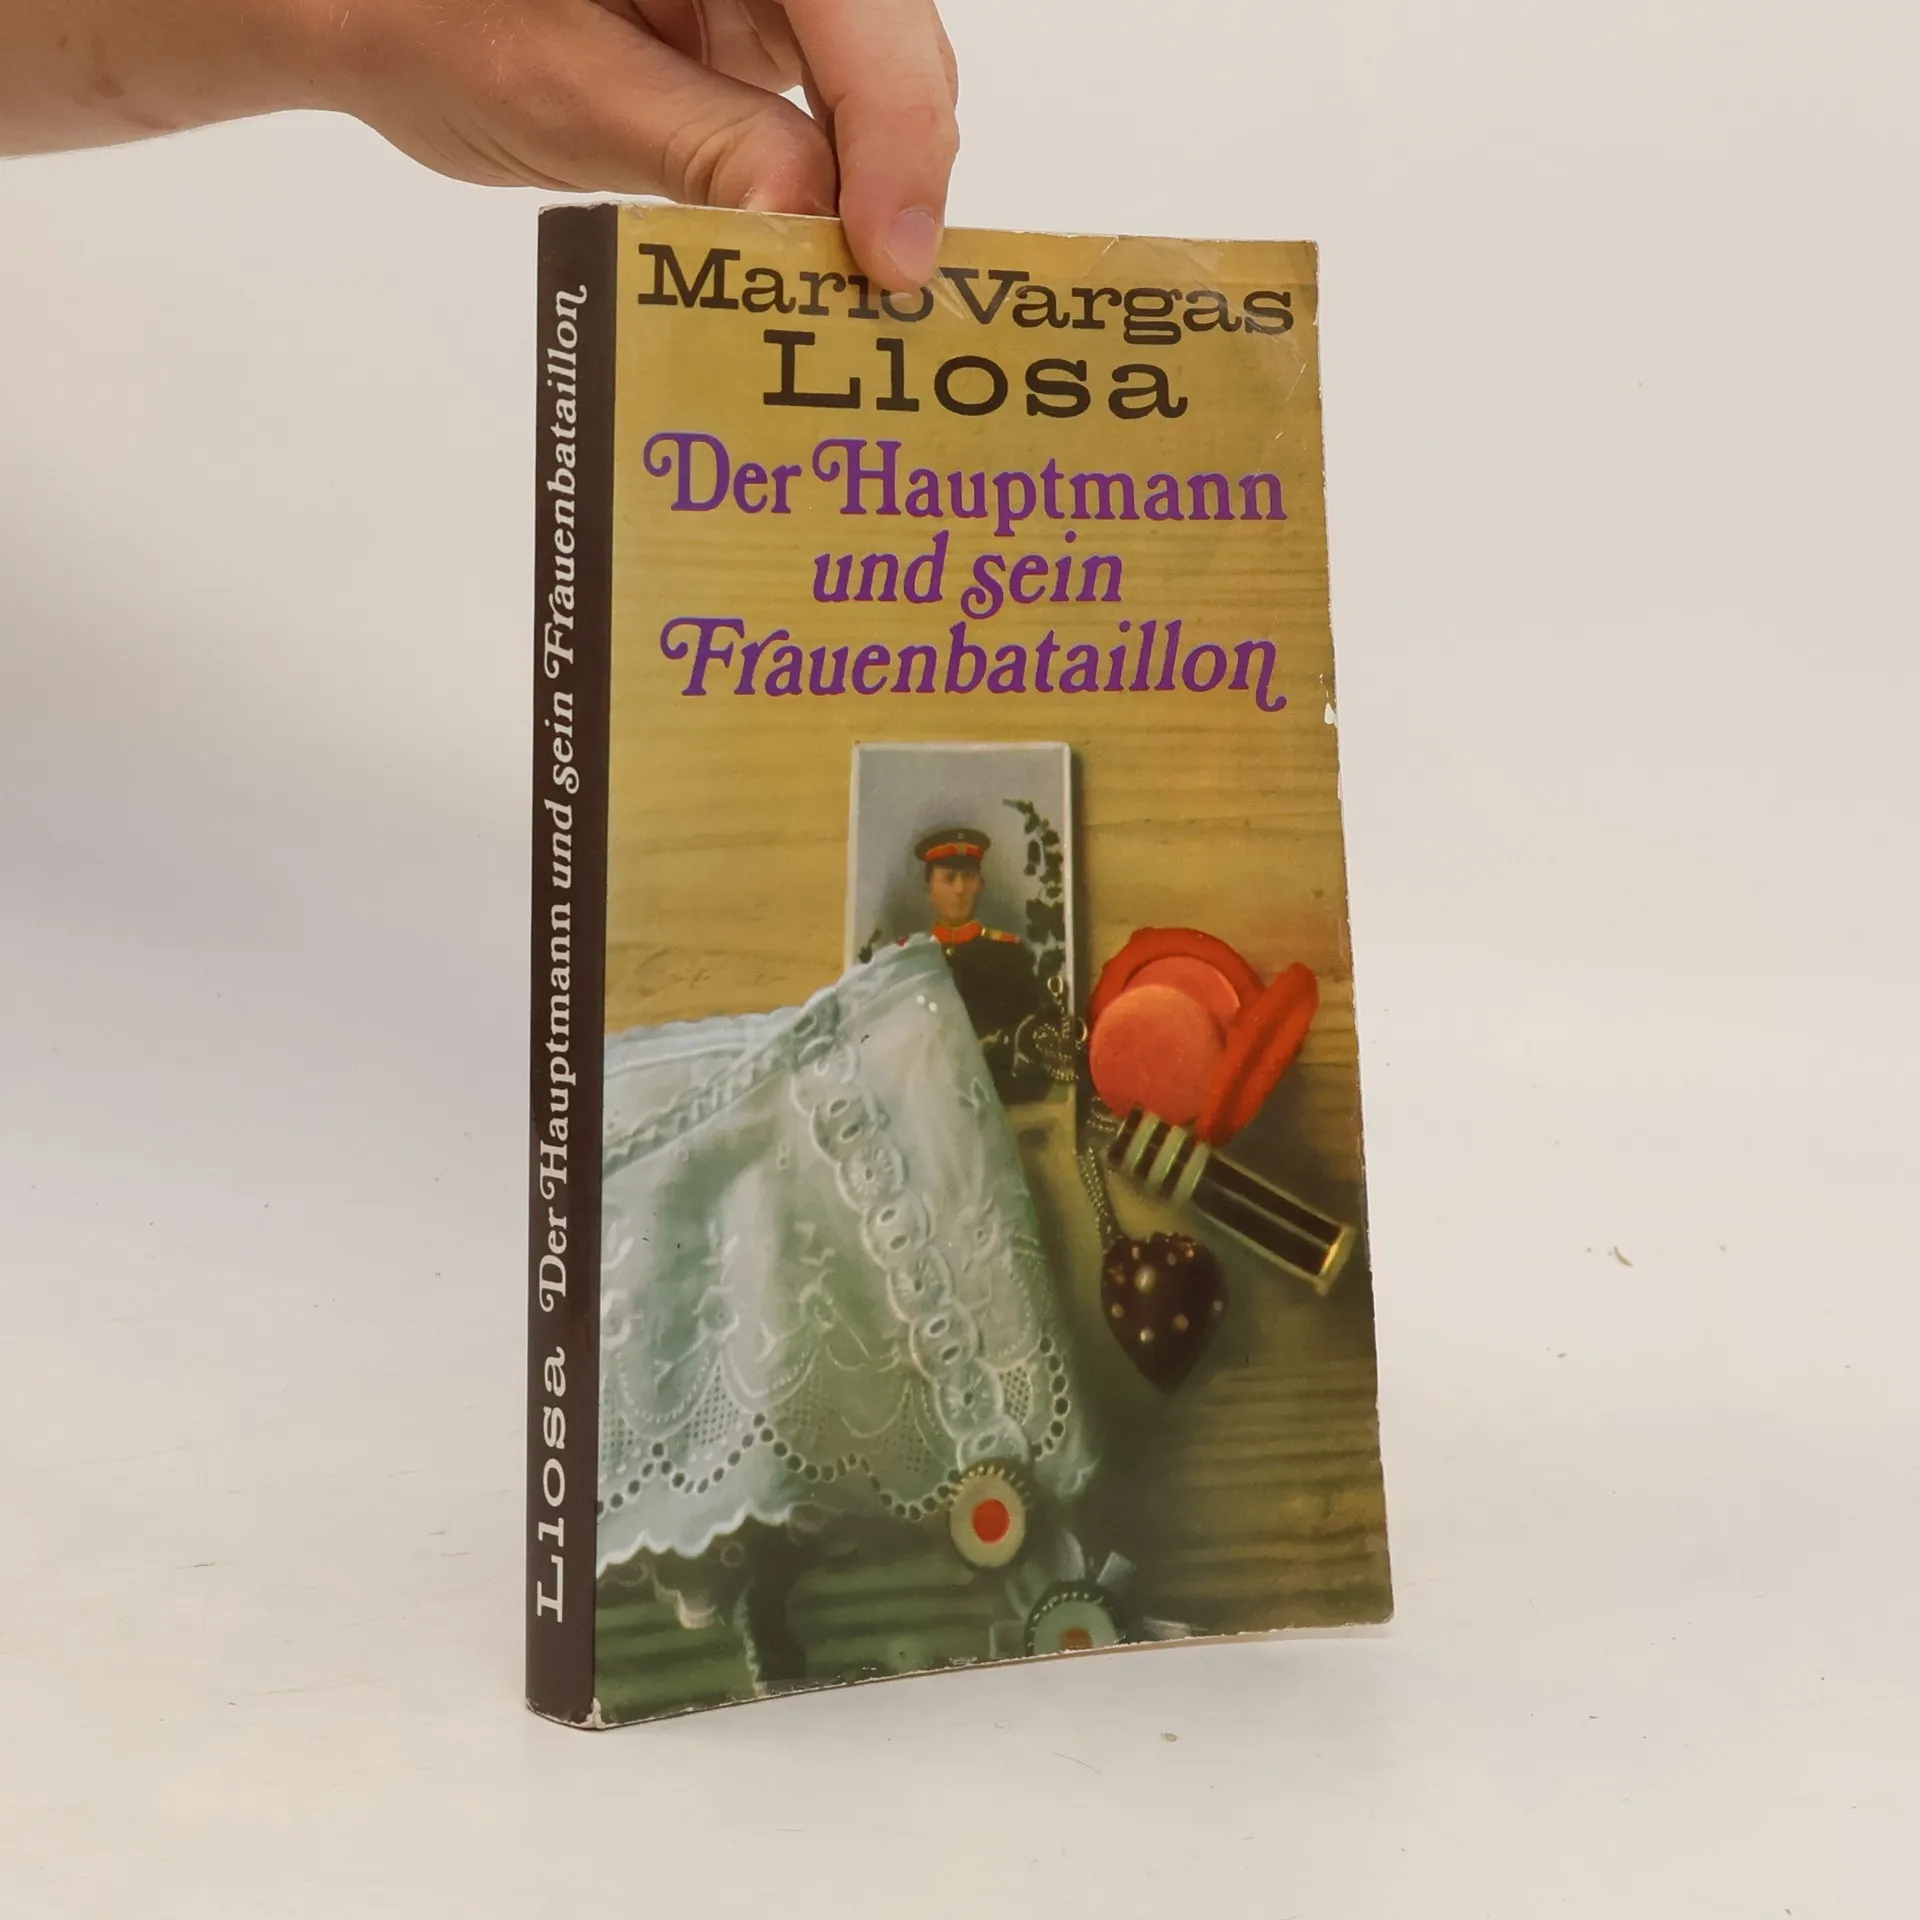 Mario Vargas
Llosa
Der Hauptmann
und sein
Frauenbataillon
Llosa Der Hauptmann und sein Frauenbataillon